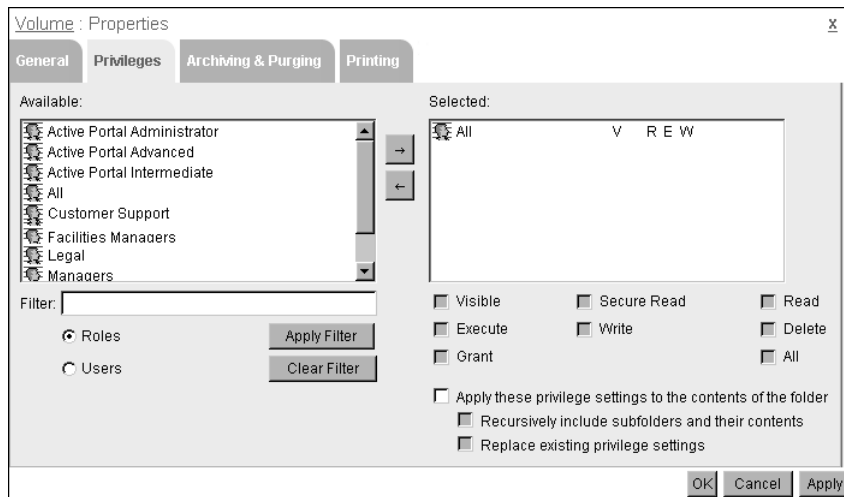 Volume : Properties
x
General Privileges Archiving & Purging Printing
Available:
Active Portal Administrator
Active Portal Advanced
Active Portal Intermediate
All
Customer Support
Facilities Managers
Legal
Managers
→
←
Selected:
All V R E W
Filter:
Roles
Apply Filter
Users
Clear Filter
Visible Secure Read Read
Execute Write Delete
Grant All
Apply these privilege settings to the contents of the folder
Recursively include subfolders and their contents
Replace existing privilege settings
OK Cancel Apply